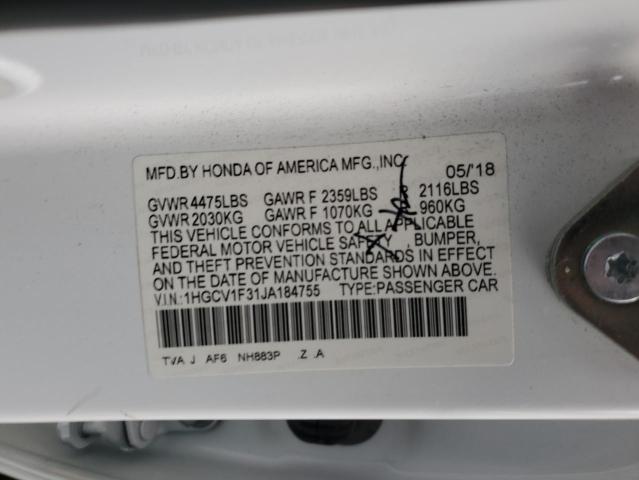 MFD.BY HONDA OF AMERICA MFG.,INC. 05/'18
GVWR 4475LBS GAWR F 2359LBS R 2116LBS
GVWR 2030KG GAWR F 1070KG 960KG
THIS VEHICLE CONFORMS TO ALL APPLICABLE
FEDERAL MOTOR VEHICLE SAFETY, BUMPER,
AND THEFT PREVENTION STANDARDS IN EFFECT
ON THE DATE OF MANUFACTURE SHOWN ABOVE.
V.I.N.:1HGCV1F31JA184755 TYPE:PASSENGER CAR
TVA J AF6 NH883P .Z .A